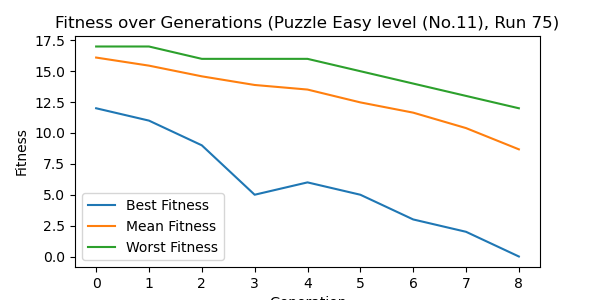 Fitness over Generations (Puzzle Easy level (No.11), Run 75)
17.5
15.0
12.5
10.0
7.5
5.0
2.5
0.0
Fitness
Best Fitness
Mean Fitness
Worst Fitness
0 1 2 3 4 5 6 7 8
Generation